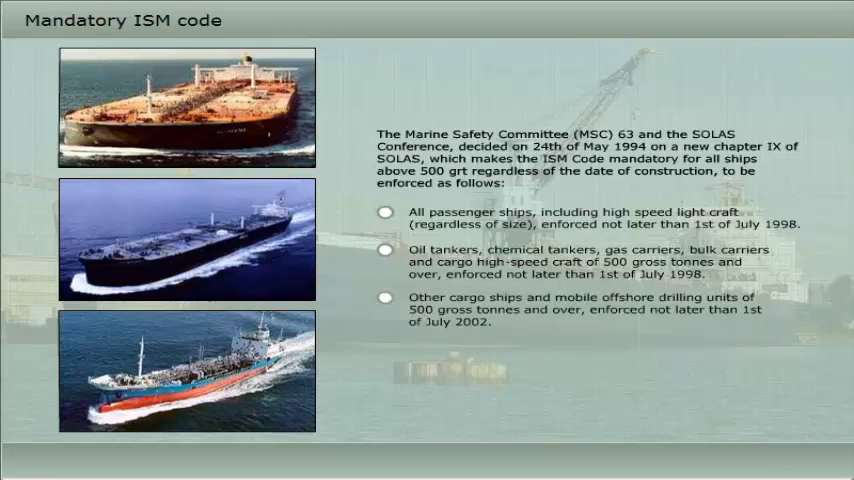 Mandatory ISM code
The Marine Safety Committee (MSC) 63 and the SOLAS
Conference, decided on 24th of May 1994 on a new chapter IX of
SOLAS, which makes the ISM Code mandatory for all ships
above 500 grt regardless of the date of construction, to be
enforced as follows:
All passenger ships, including high speed light craft
(regardless of size), enforced not later than 1st of July 1998.
Oil tankers, chemical tankers, gas carriers, bulk carriers
and cargo high-speed craft of 500 gross tonnes and
over, enforced not later than 1st of July 1998.
Other cargo ships and mobile offshore drilling units of
500 gross tonnes and over, enforced not later than 1st
of July 2002.